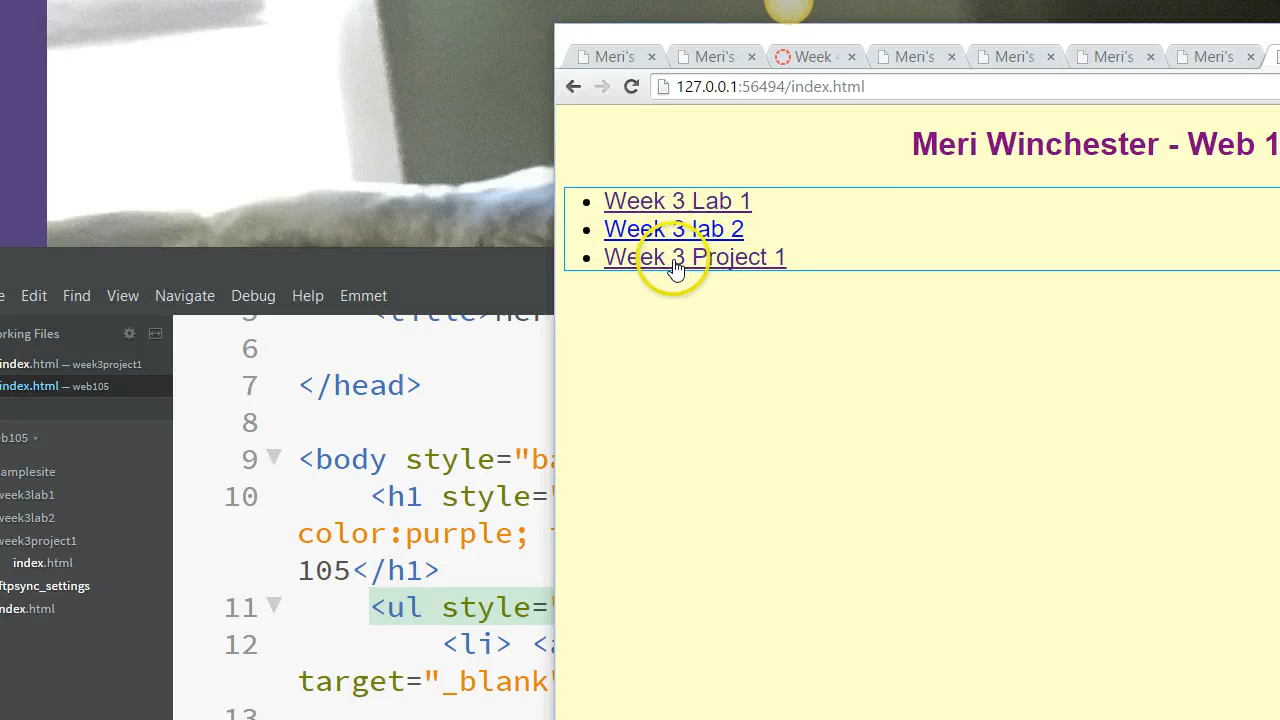 Meri's
Meri's
Week
Meri's
Meri's
Meri's
Meri's
127.0.0.1:56494/index.html
Meri Winchester - Web 1
Week 3 Lab 1
Week 3 lab 2
Week 3 Project 1
Edit Find View Navigate Debug Help Emmet
Files
index.html — week3project1
index.html — web105
eb105
amplesite
week3lab1
week3lab2
week3project1
index.html
ftpsync_settings
index.html
6
7 </head>
8
9 <body style="ba
10 <h1 style="
color:purple;
105</h1>
11 <ul style="
12 <li> <a
target="_blank"
13